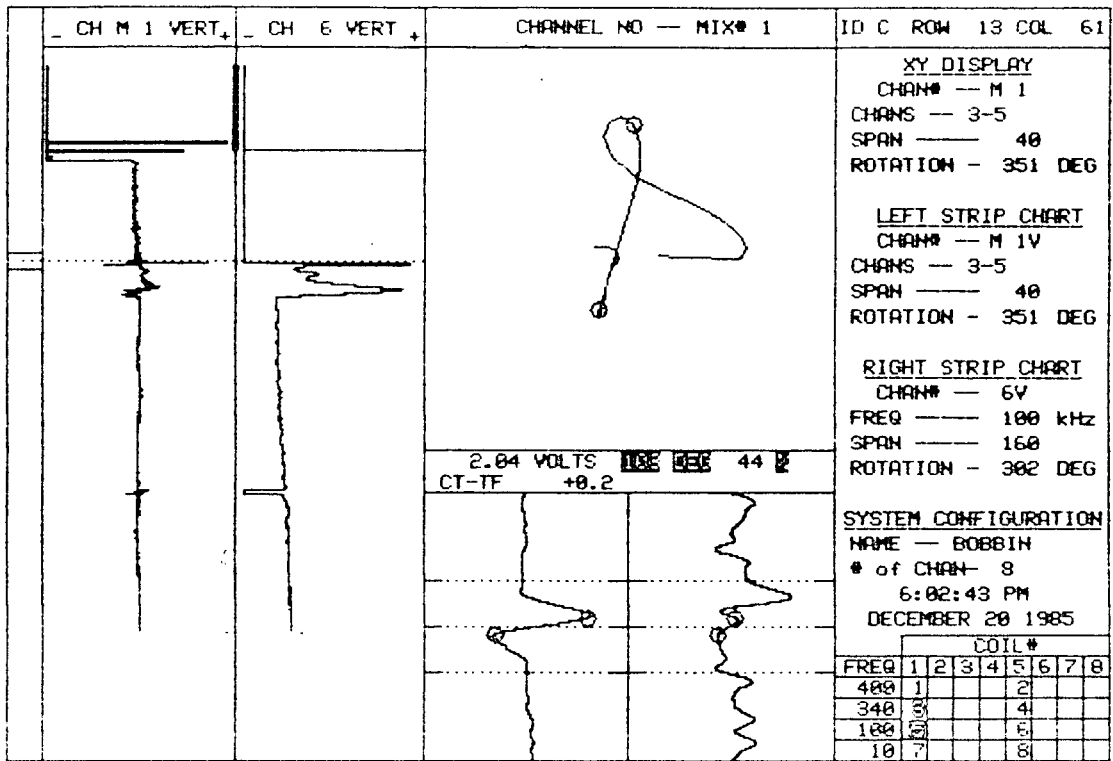 _ CH M 1 VERT + _ CH 6 VERT + CHANNEL NO -- MIX# 1 ID C ROW 13 COL 61
XY DISPLAY
CHAN# -- M 1
CHANS -- 3-5
SPAN ---- 40
ROTATION - 351 DEG
LEFT STRIP CHART
CHAN# -- M 1V
CHANS -- 3-5
SPAN ---- 40
ROTATION - 351 DEG
RIGHT STRIP CHART
CHAN# -- 6V
FREQ ---- 100 kHz
SPAN ---- 160
ROTATION - 302 DEG
2.04 VOLTS 44
CT-TF +0.2
SYSTEM CONFIGURATION
NAME -- BOBBIN
# of CHAN- 8
6:02:43 PM
DECEMBER 20 1985
COIL#
FREQ 1 2 3 4 5 6 7 8
400 1 2
340 3 4
100 6
10 7 8